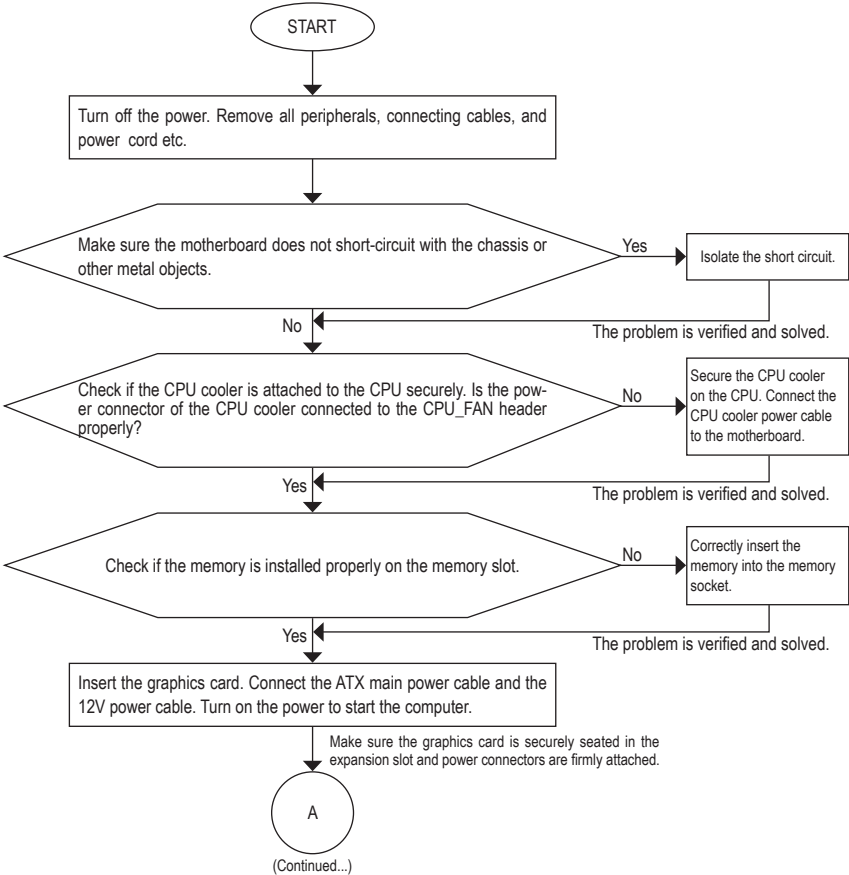 START
Turn off the power. Remove all peripherals, connecting cables, and
power cord etc.
Make sure the motherboard does not short-circuit with the chassis or
other metal objects.
Yes
Isolate the short circuit.
No
The problem is verified and solved.
Check if the CPU cooler is attached to the CPU securely. Is the pow-
er connector of the CPU cooler connected to the CPU_FAN header
properly?
No
Secure the CPU cooler
on the CPU. Connect the
CPU cooler power cable
to the motherboard.
Yes
The problem is verified and solved.
Check if the memory is installed properly on the memory slot.
No
Correctly insert the
memory into the memory
socket.
Yes
The problem is verified and solved.
Insert the graphics card. Connect the ATX main power cable and the
12V power cable. Turn on the power to start the computer.
Make sure the graphics card is securely seated in the
expansion slot and power connectors are firmly attached.
A
(Continued...)